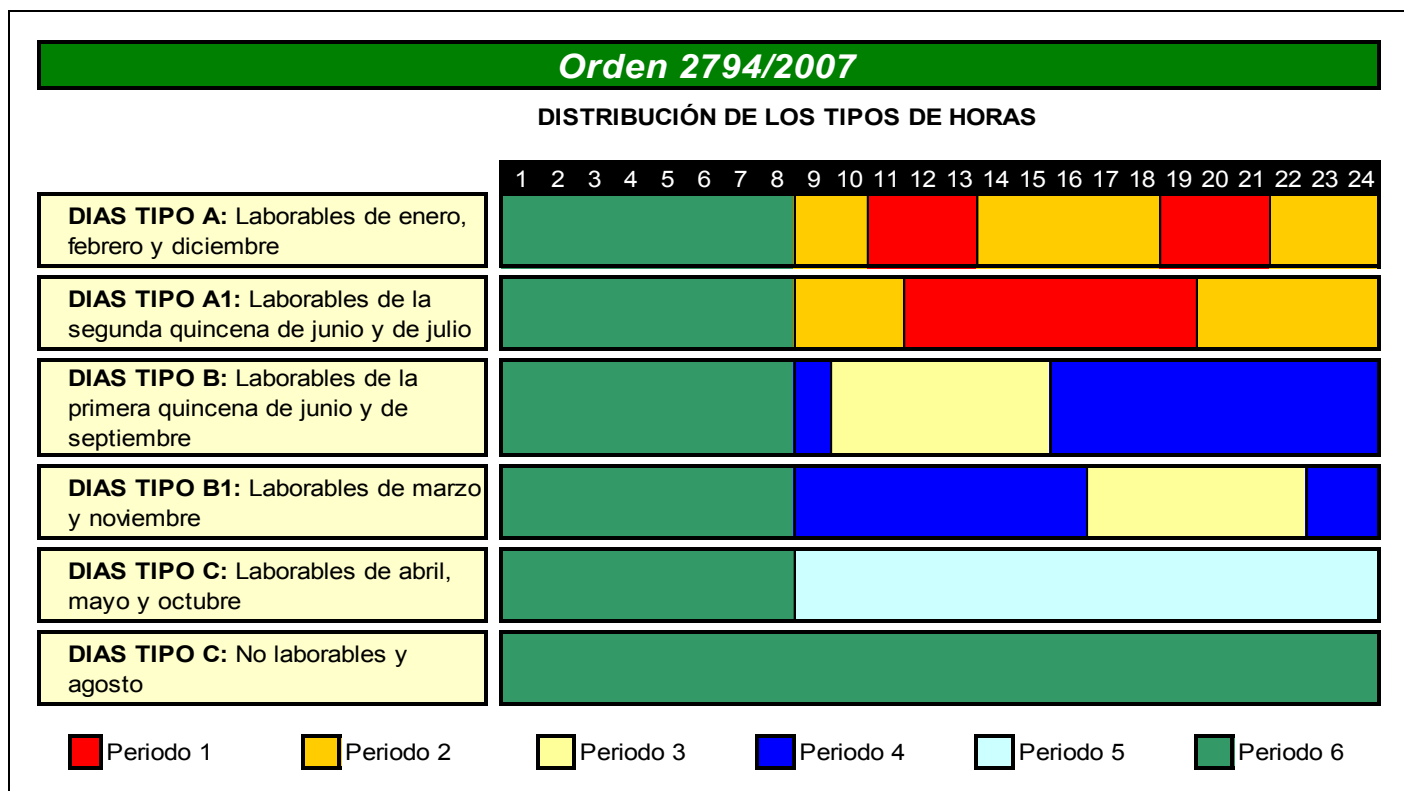 Orden 2794/2007
DISTRIBUCIÓN DE LOS TIPOS DE HORAS
1 2 3 4 5 6 7 8 9 10 11 12 13 14 15 16 17 18 19 20 21 22 23 24
DIAS TIPO A: Laborables de enero,
febrero y diciembre
DIAS TIPO A1: Laborables de la
segunda quincena de junio y de julio
DIAS TIPO B: Laborables de la
primera quincena de junio y de
septiembre
DIAS TIPO B1: Laborables de marzo
y noviembre
DIAS TIPO C: Laborables de abril,
mayo y octubre
DIAS TIPO C: No laborables y
agosto
Periodo 1 Periodo 2 Periodo 3 Periodo 4 Periodo 5 Periodo 6